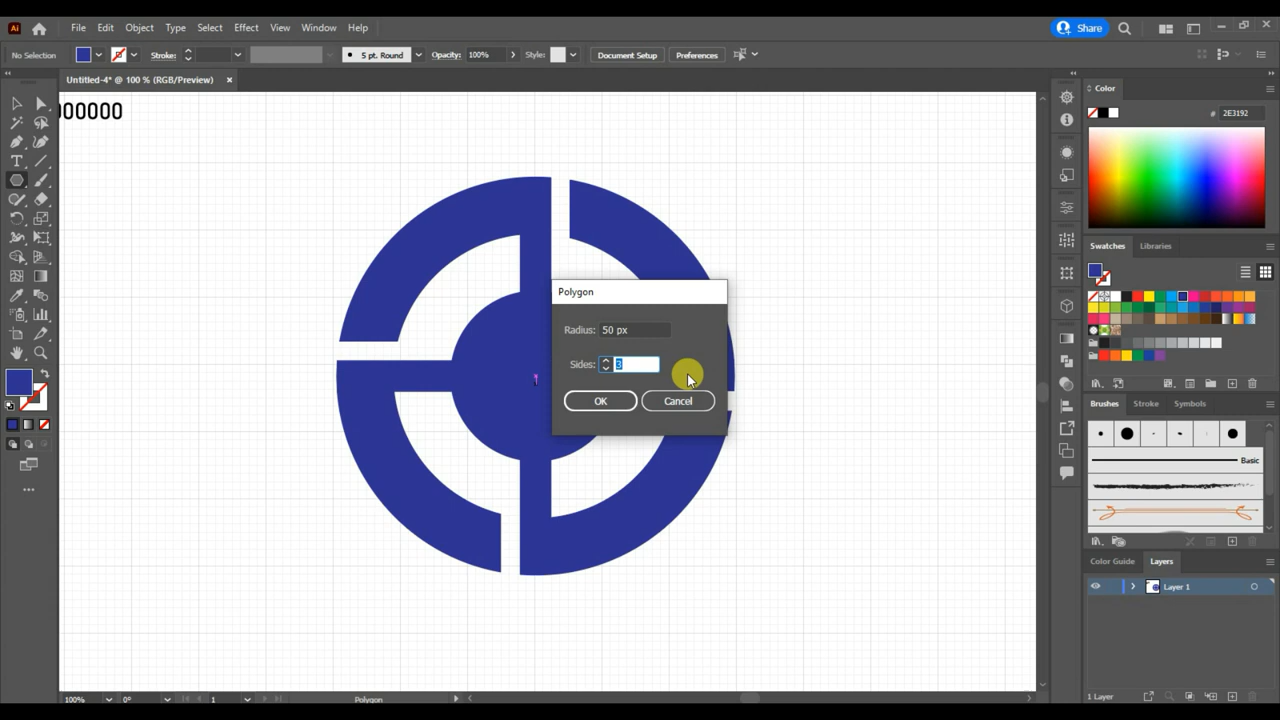 Ai File Edit Object Type Select Effect View Window Help Share
No Selection Stroke: 5 pt. Round Opacity: 100% Style: Document Setup Preferences
Untitled-4* @ 100 % (RGB/Preview)
Color
000000
# 2E3192
Swatches Libraries
Polygon
Radius: 50 px
Sides: 3
OK Cancel
Brushes Stroke Symbols
Basic
Color Guide Layers
Layer 1
100% 0° 1 Polygon
1 Layer